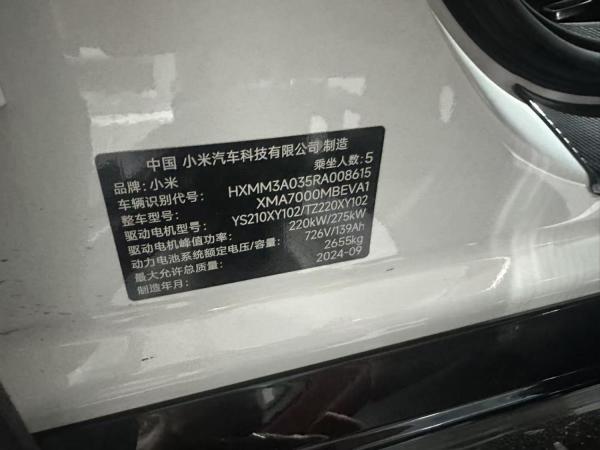 中国 小米汽车科技有限公司 制造
品牌: 小米 乘坐人数: 5
车辆识别代号: HXMM3A035RA008615
整车型号: XMA7000MBEVA1
驱动电机型号: YS210XY102/TZ220XY102
驱动电机峰值功率: 220kW/275kW
动力电池系统额定电压/容量: 726V/139Ah
最大允许总质量: 2655kg
制造年月: 2024-09